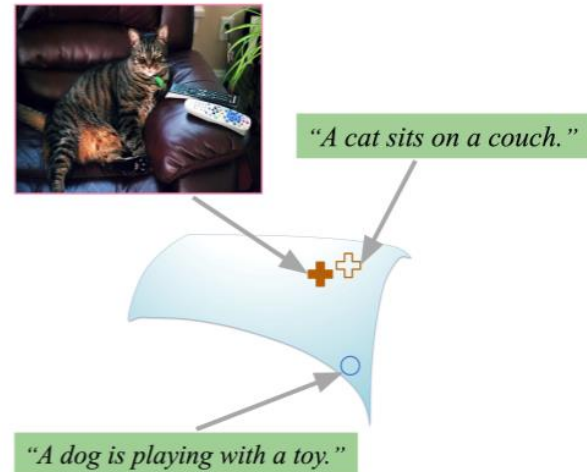 “A cat sits on a couch.”
“A dog is playing with a toy.”